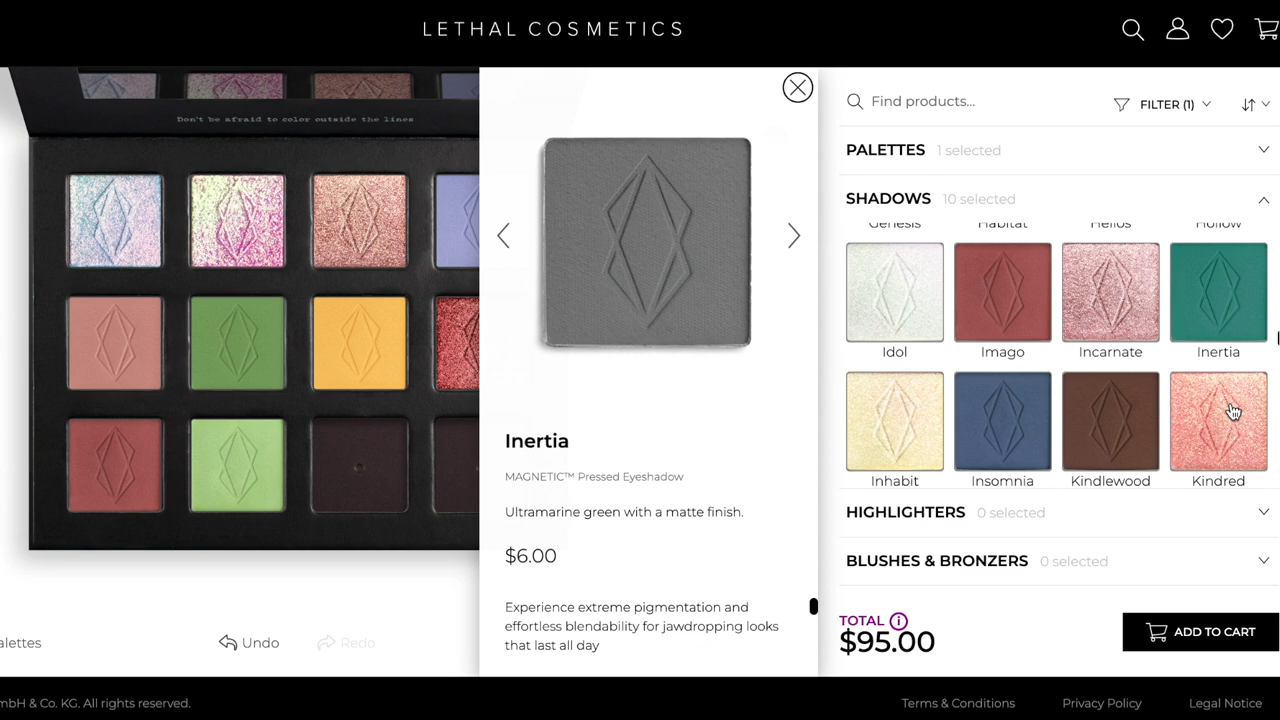 LETHAL COSMETICS
Don't be afraid to color outside the lines
Find products...
FILTER (1)
PALETTES 1 selected
SHADOWS 10 selected
Genesis Habitat Helios Hollow
Idol Imago Incarnate Inertia
Inhabit Insomnia Kindlewood Kindred
HIGHLIGHTERS 0 selected
BLUSHES & BRONZERS 0 selected
TOTAL i
$95.00
ADD TO CART
Inertia
MAGNETIC™ Pressed Eyeshadow
Ultramarine green with a matte finish.
$6.00
Experience extreme pigmentation and
effortless blendability for jawdropping looks
that last all day
alettes
Undo
Redo
mbH & Co. KG. All rights reserved.
Terms & Conditions
Privacy Policy
Legal Notice